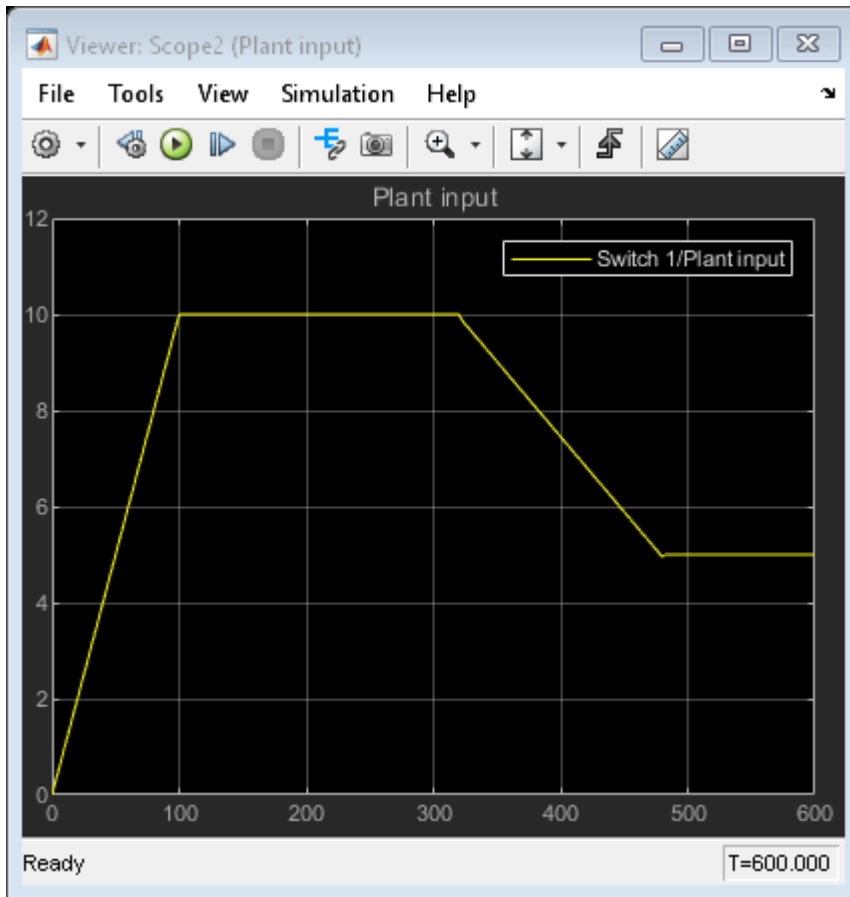 Viewer: Scope2 (Plant input)
File Tools View Simulation Help
Plant input
12
Switch 1/Plant input
10
8
6
4
2
0
0 100 200 300 400 500 600
Ready T=600.000